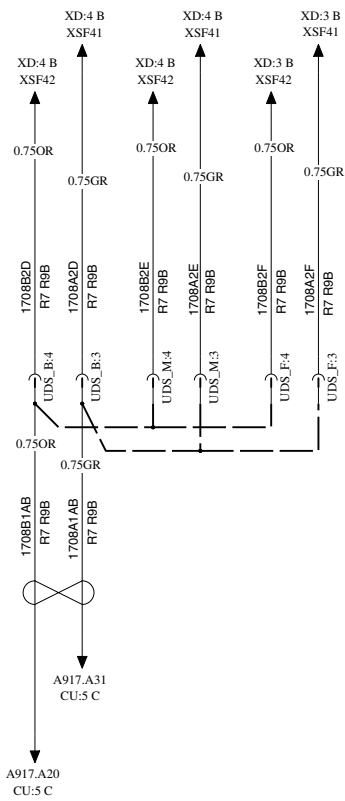 XD:4 B
XSF41
XD:4 B
XSF41
XD:3 B
XSF41
XD:4 B
XSF42
XD:4 B
XSF42
XD:3 B
XSF42
0.75OR
0.75GR
0.75OR
0.75GR
0.75OR
0.75GR
1708B2D
R7 R9B
1708A2D
R7 R9B
1708B2E
R7 R9B
1708A2E
R7 R9B
1708B2F
R7 R9B
1708A2F
R7 R9B
UDS_B:4
UDS_B:3
UDS_M:4
UDS_M:3
UDS_F:4
UDS_F:3
0.75OR
0.75GR
1708B1AB
R7 R9B
1708A1AB
R7 R9B
A917.A31
CU:5 C
A917.A20
CU:5 C